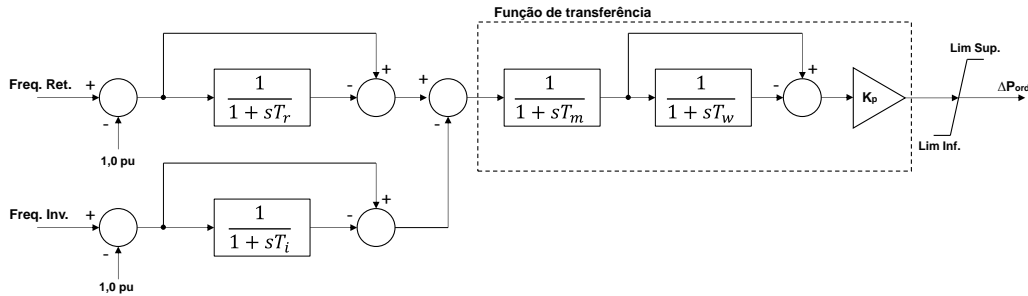 Função de transferência
Lim Sup.
Freq. Ret.
+
-
1,0 pu
1
1 + sTᵣ
-
+
+
-
1
1 + sTₘ
1
1 + sT_w
-
+
Kₚ
ΔPord
Lim Inf.
Freq. Inv.
+
-
1,0 pu
1
1 + sTᵢ
-
+